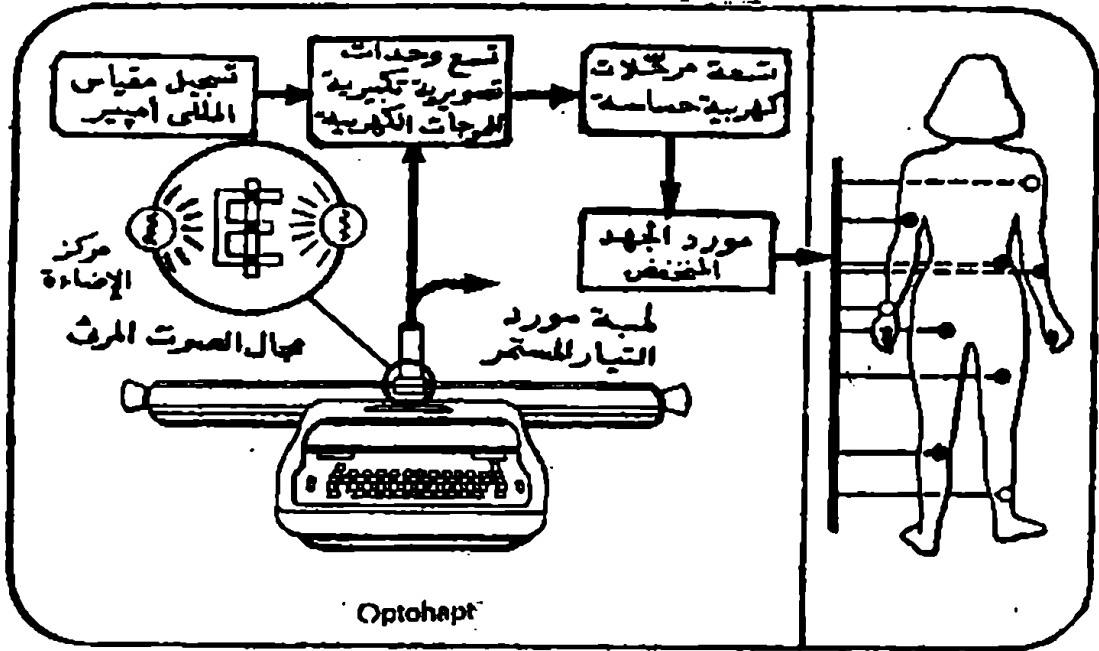 تسجيل مقياس
المللى أمبير
تسع وحدات
تصويرية تكبيرية
للموجات الكهربية
تسعة مرحلات
كهربية حساسة
مورد الجهد
المنخفض
مركز
الإضاءة
مجال الصوت المرئى
لمبة مورد
التيار المستمر
Optohapt